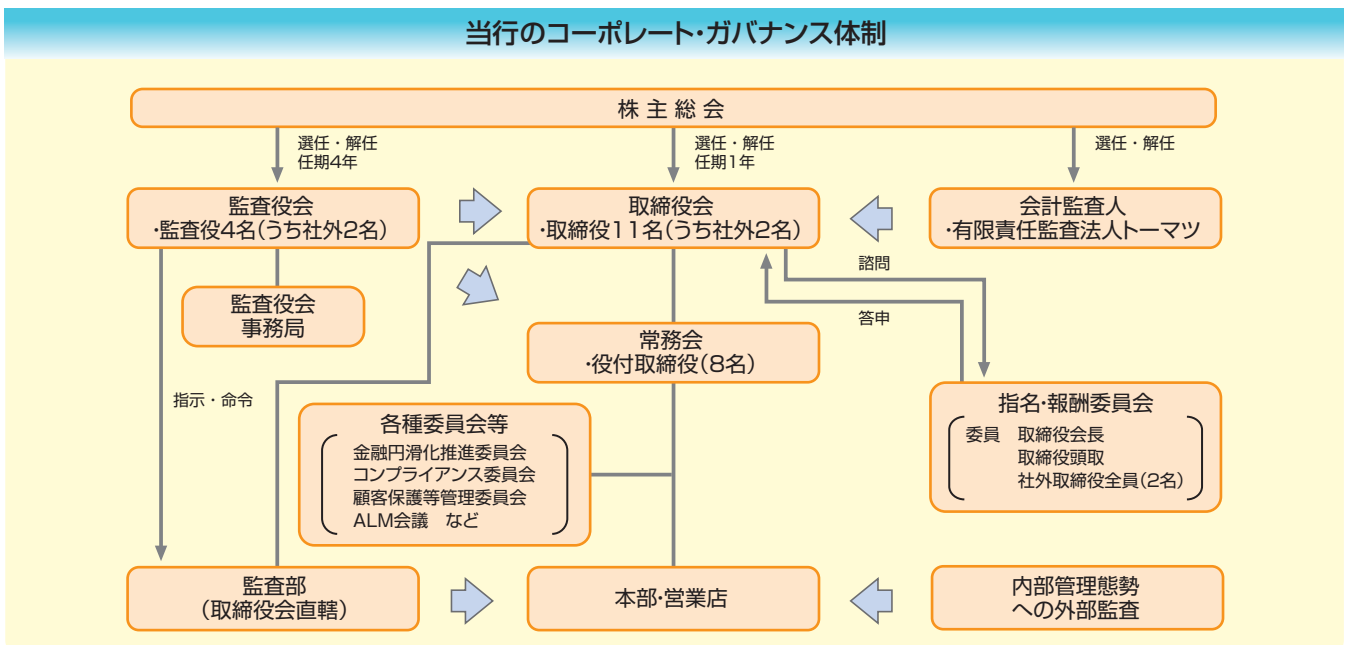 当行のコーポレート・ガバナンス体制
株主総会
選任・解任
任期4年
選任・解任
任期1年
選任・解任
監査役会
・監査役4名(うち社外2名)
取締役会
・取締役11名(うち社外2名)
会計監査人
・有限責任監査法人トーマツ
諮問
答申
監査役会
事務局
常務会
・役付取締役(8名)
指示・命令
各種委員会等
金融円滑化推進委員会
コンプライアンス委員会
顧客保護等管理委員会
ALM会議 など
指名・報酬委員会
委員 取締役会長
取締役頭取
社外取締役全員(2名)
監査部
(取締役会直轄)
本部・営業店
内部管理態勢
への外部監査